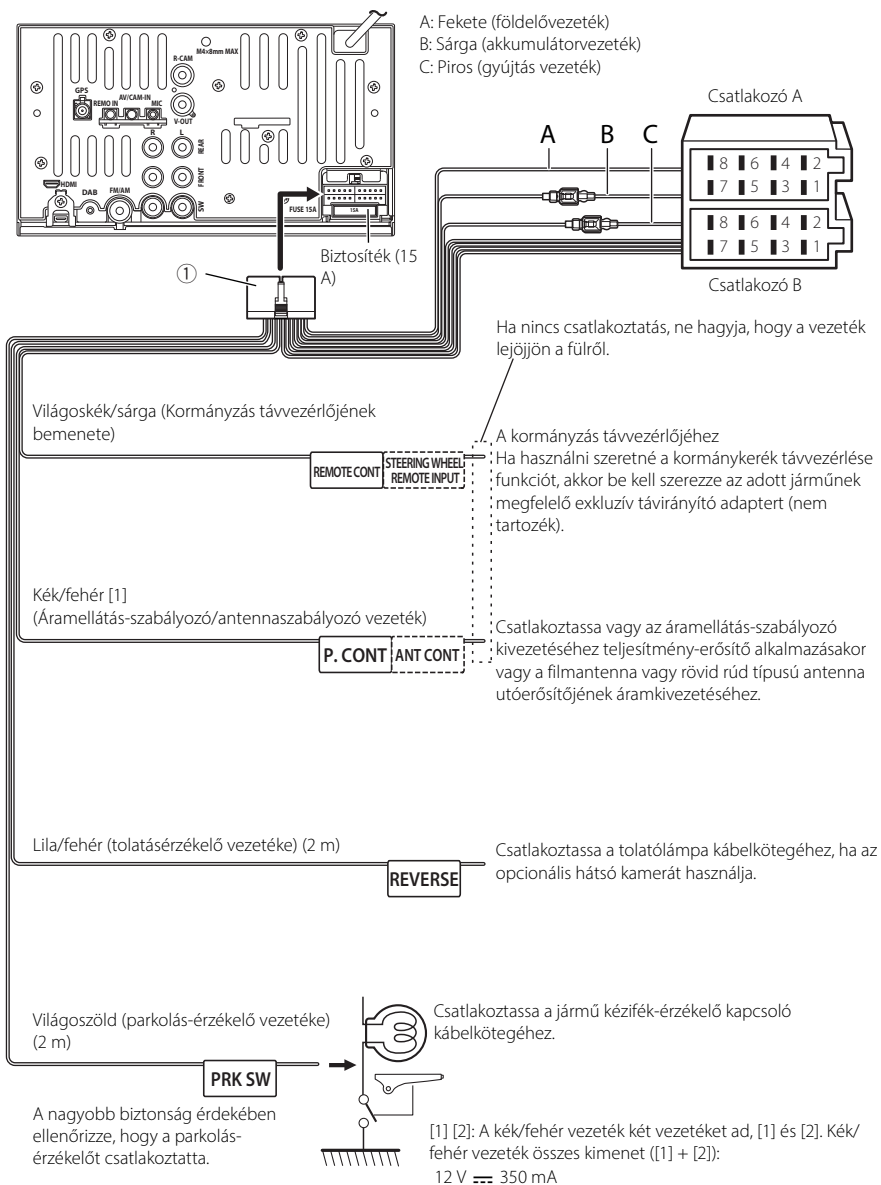 A: Fekete (földelővezeték)
B: Sárga (akkumulátorvezeték)
C: Piros (gyújtás vezeték)
M4×8mm MAX
R-CAM
GPS
AV/CAM-IN
REMO IN
MIC
V-OUT
R
L
REAR
FRONT
SW
HDMI
DAB
FM/AM
FUSE 15A
15A
Biztosíték (15
A)
①
A
B
C
Csatlakozó A
8 6 4 2
7 5 3 1
8 6 4 2
7 5 3 1
Csatlakozó B
Ha nincs csatlakoztatás, ne hagyja, hogy a vezeték
lejöjjön a fülről.
Világoskék/sárga (Kormányzás távvezérlőjének
bemenete)
REMOTE CONT
STEERING WHEEL
REMOTE INPUT
A kormányzás távvezérlőjéhez
Ha használni szeretné a kormánykerék távvezérlése
funkciót, akkor be kell szerezze az adott járműnek
megfelelő exkluzív távirányító adaptert (nem
tartozék).
Kék/fehér [1]
(Áramellátás-szabályozó/antennaszabályozó vezeték)
P. CONT
ANT CONT
Csatlakoztassa vagy az áramellátás-szabályozó
kivezetéséhez teljesítmény-erősítő alkalmazásakor
vagy a filmantenna vagy rövid rúd típusú antenna
utóerősítőjének áramkivezetéséhez.
Lila/fehér (tolatásérzékelő vezetéke) (2 m)
REVERSE
Csatlakoztassa a tolatólámpa kábelkötegéhez, ha az
opcionális hátsó kamerát használja.
Világoszöld (parkolás-érzékelő vezetéke)
(2 m)
PRK SW
Csatlakoztassa a jármű kézifék-érzékelő kapcsoló
kábelkötegéhez.
A nagyobb biztonság érdekében
ellenőrizze, hogy a parkolás-
érzékelőt csatlakoztatta.
[1] [2]: A kék/fehér vezeték két vezetéket ad, [1] és [2]. Kék/
fehér vezeték összes kimenet ([1] + [2]):
12 V ⎓ 350 mA